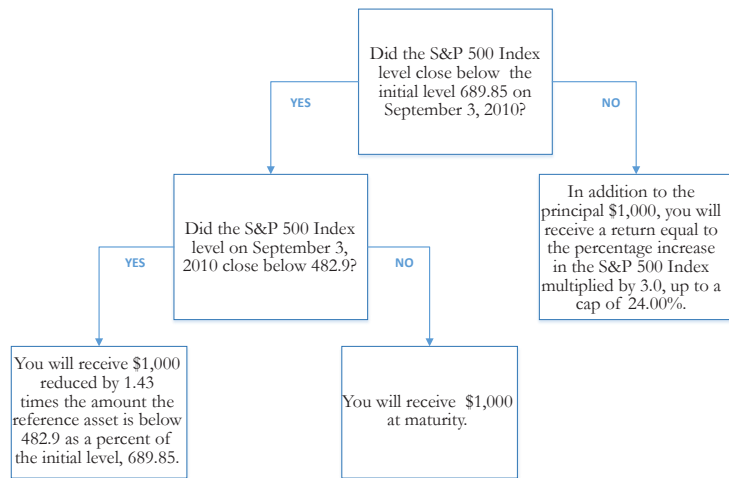 Did the S&P 500 Index
level close below the
initial level 689.85 on
September 3, 2010?
YES
NO
Did the S&P 500 Index
level on September 3,
2010 close below 482.9?
In addition to the
principal $1,000, you will
receive a return equal to
the percentage increase
in the S&P 500 Index
multiplied by 3.0, up to a
cap of 24.00%.
YES
NO
You will receive $1,000
reduced by 1.43
times the amount the
reference asset is below
482.9 as a percent of
the initial level, 689.85.
You will receive $1,000
at maturity.